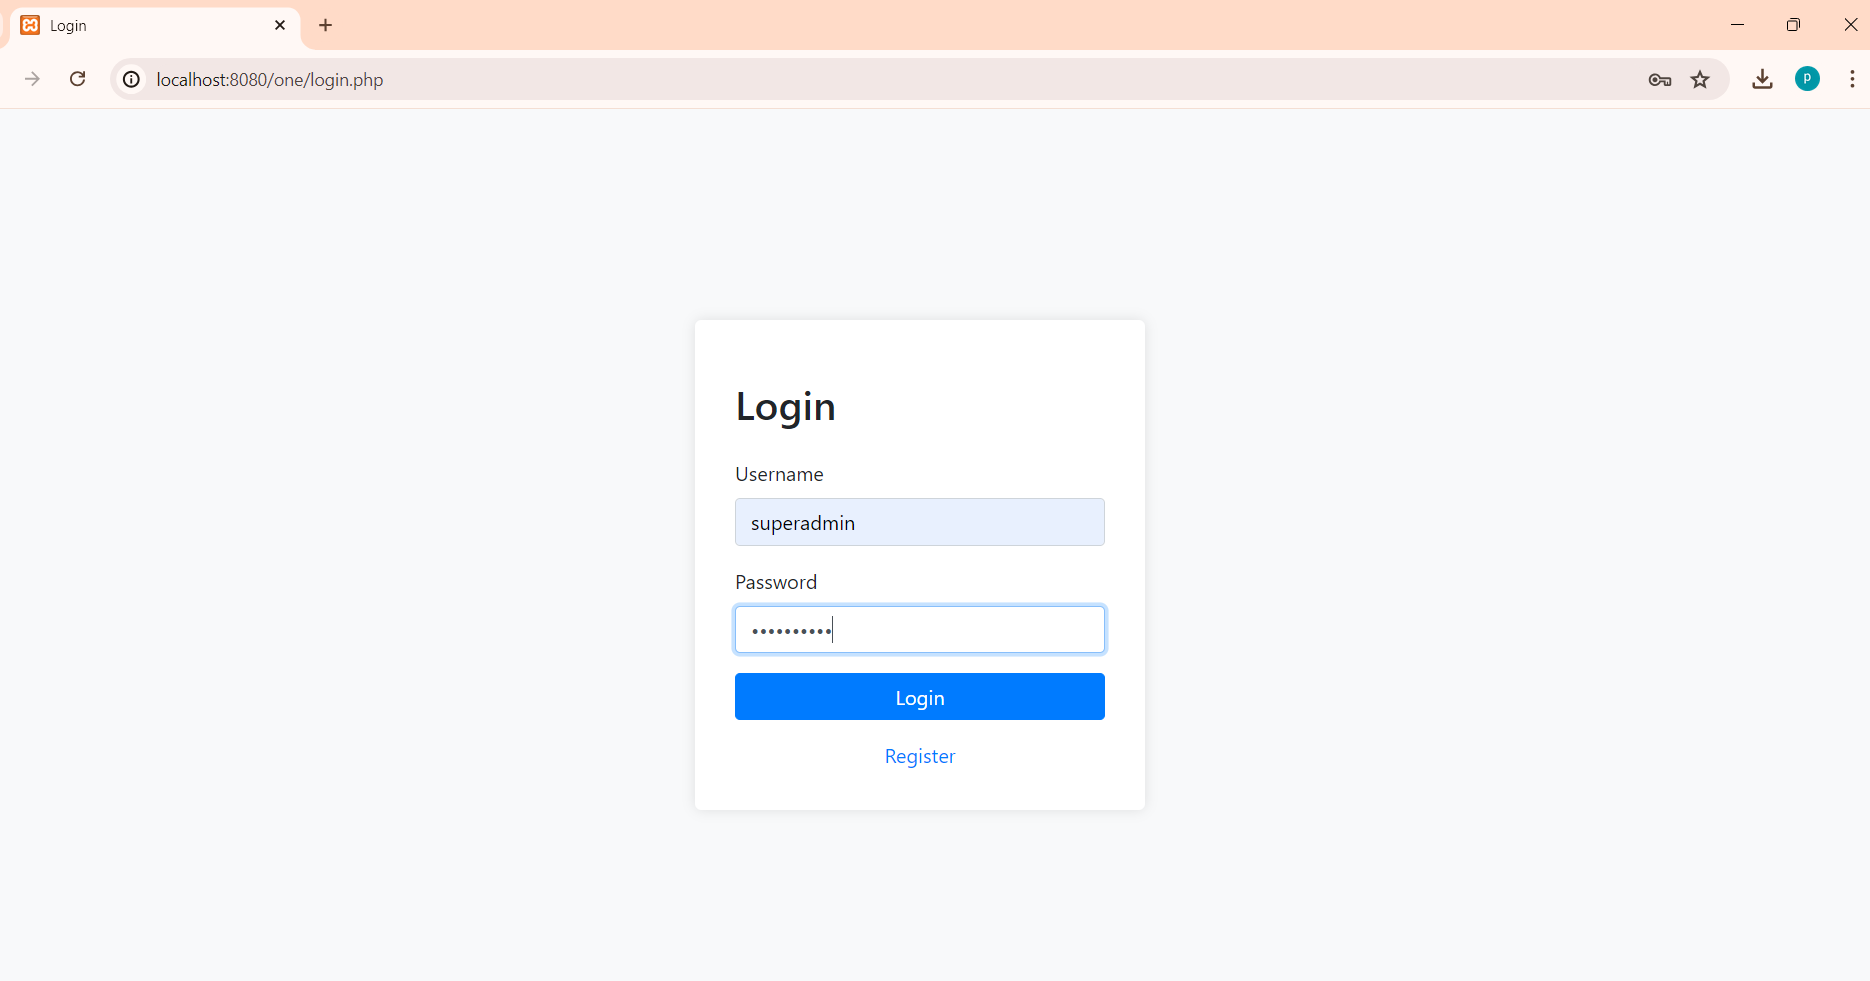 Login
localhost:8080/one/login.php
P
Login
Username
superadmin
Password
••••••••••
Login
Register